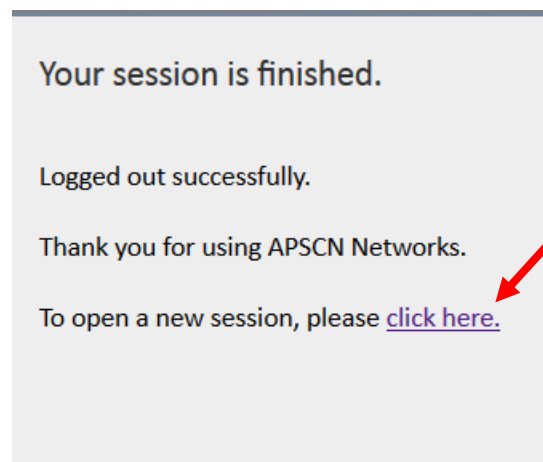 Your session is finished.
Logged out successfully.
Thank you for using APSCN Networks.
To open a new session, please click here.